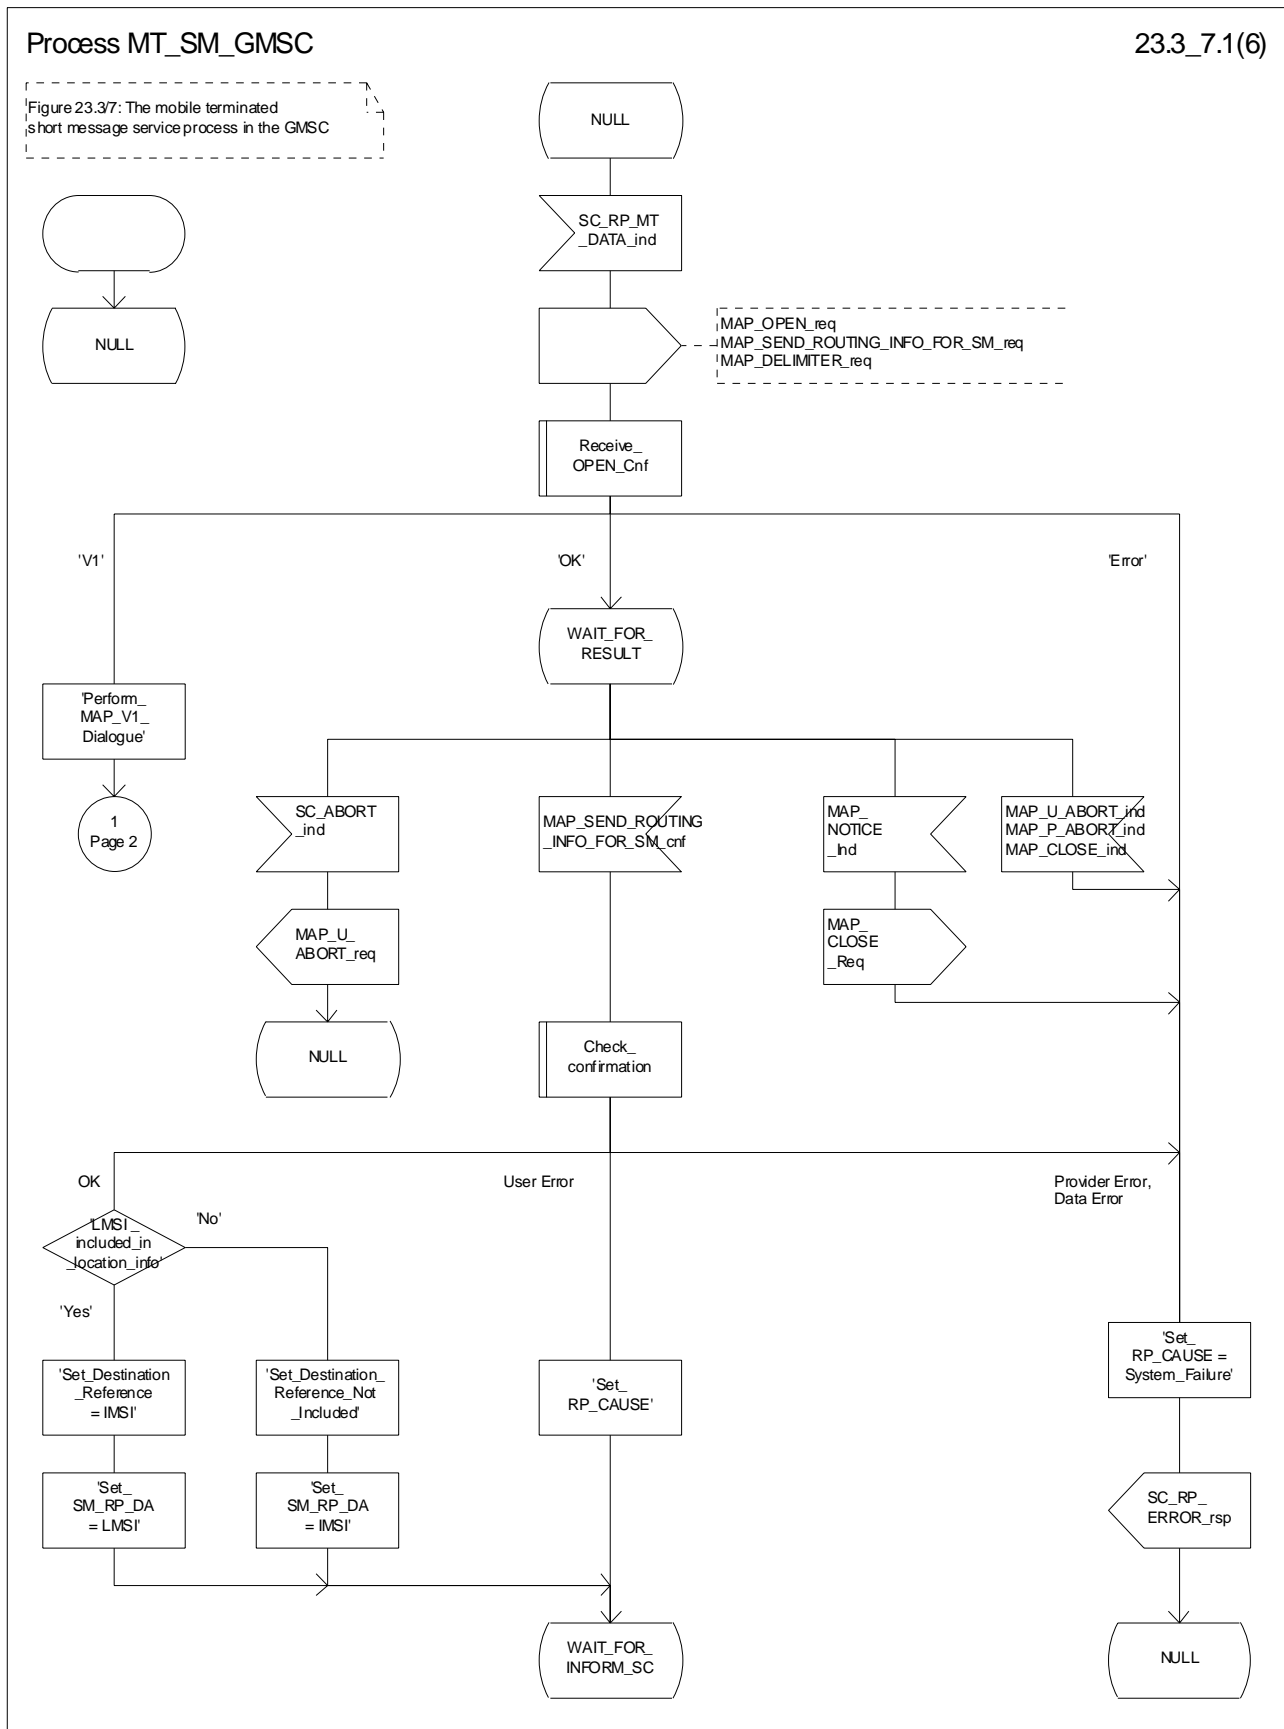 Process MT_SM_GMSC
23.3_7.1(6)
Figure 23.3/7: The mobile terminated
short message service process in the GMSC
NULL
SC_RP_MT
_DATA_ind
NULL
MAP_OPEN_req
MAP_SEND_ROUTING_INFO_FOR_SM_req
MAP_DELIMITER_req
Receive_
OPEN_Cnf
'V1'
'OK'
'Error'
WAIT_FOR_
RESULT
'Perform_
MAP_V1_
Dialogue'
1
Page 2
SC_ABORT
_ind
MAP_SEND_ROUTING
_INFO_FOR_SM_cnf
MAP_
NOTICE
_Ind
MAP_U_ABORT_ind
MAP_P_ABORT_ind
MAP_CLOSE_ind
MAP_U_
ABORT_req
MAP_
CLOSE
_Req
NULL
Check_
confirmation
OK
User Error
Provider Error,
Data Error
'LMSI_
included_in
_location_info'
'No'
'Yes'
'Set_Destination
_Reference
= IMSI'
'Set_Destination_
Reference_Not
_Included'
'Set_
RP_CAUSE'
'Set_
RP_CAUSE =
System_Failure'
'Set_
SM_RP_DA
= LMSI'
'Set_
SM_RP_DA
= IMSI'
SC_RP_
ERROR_rsp
WAIT_FOR_
INFORM_SC
NULL